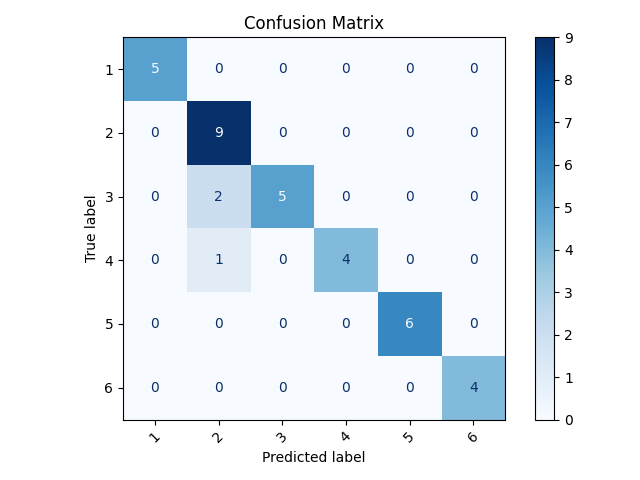 Confusion Matrix
True label
1 5 0 0 0 0 0
2 0 9 0 0 0 0
3 0 2 5 0 0 0
4 0 1 0 4 0 0
5 0 0 0 0 6 0
6 0 0 0 0 0 4
1 2 3 4 5 6
Predicted label
9
8
7
6
5
4
3
2
1
0